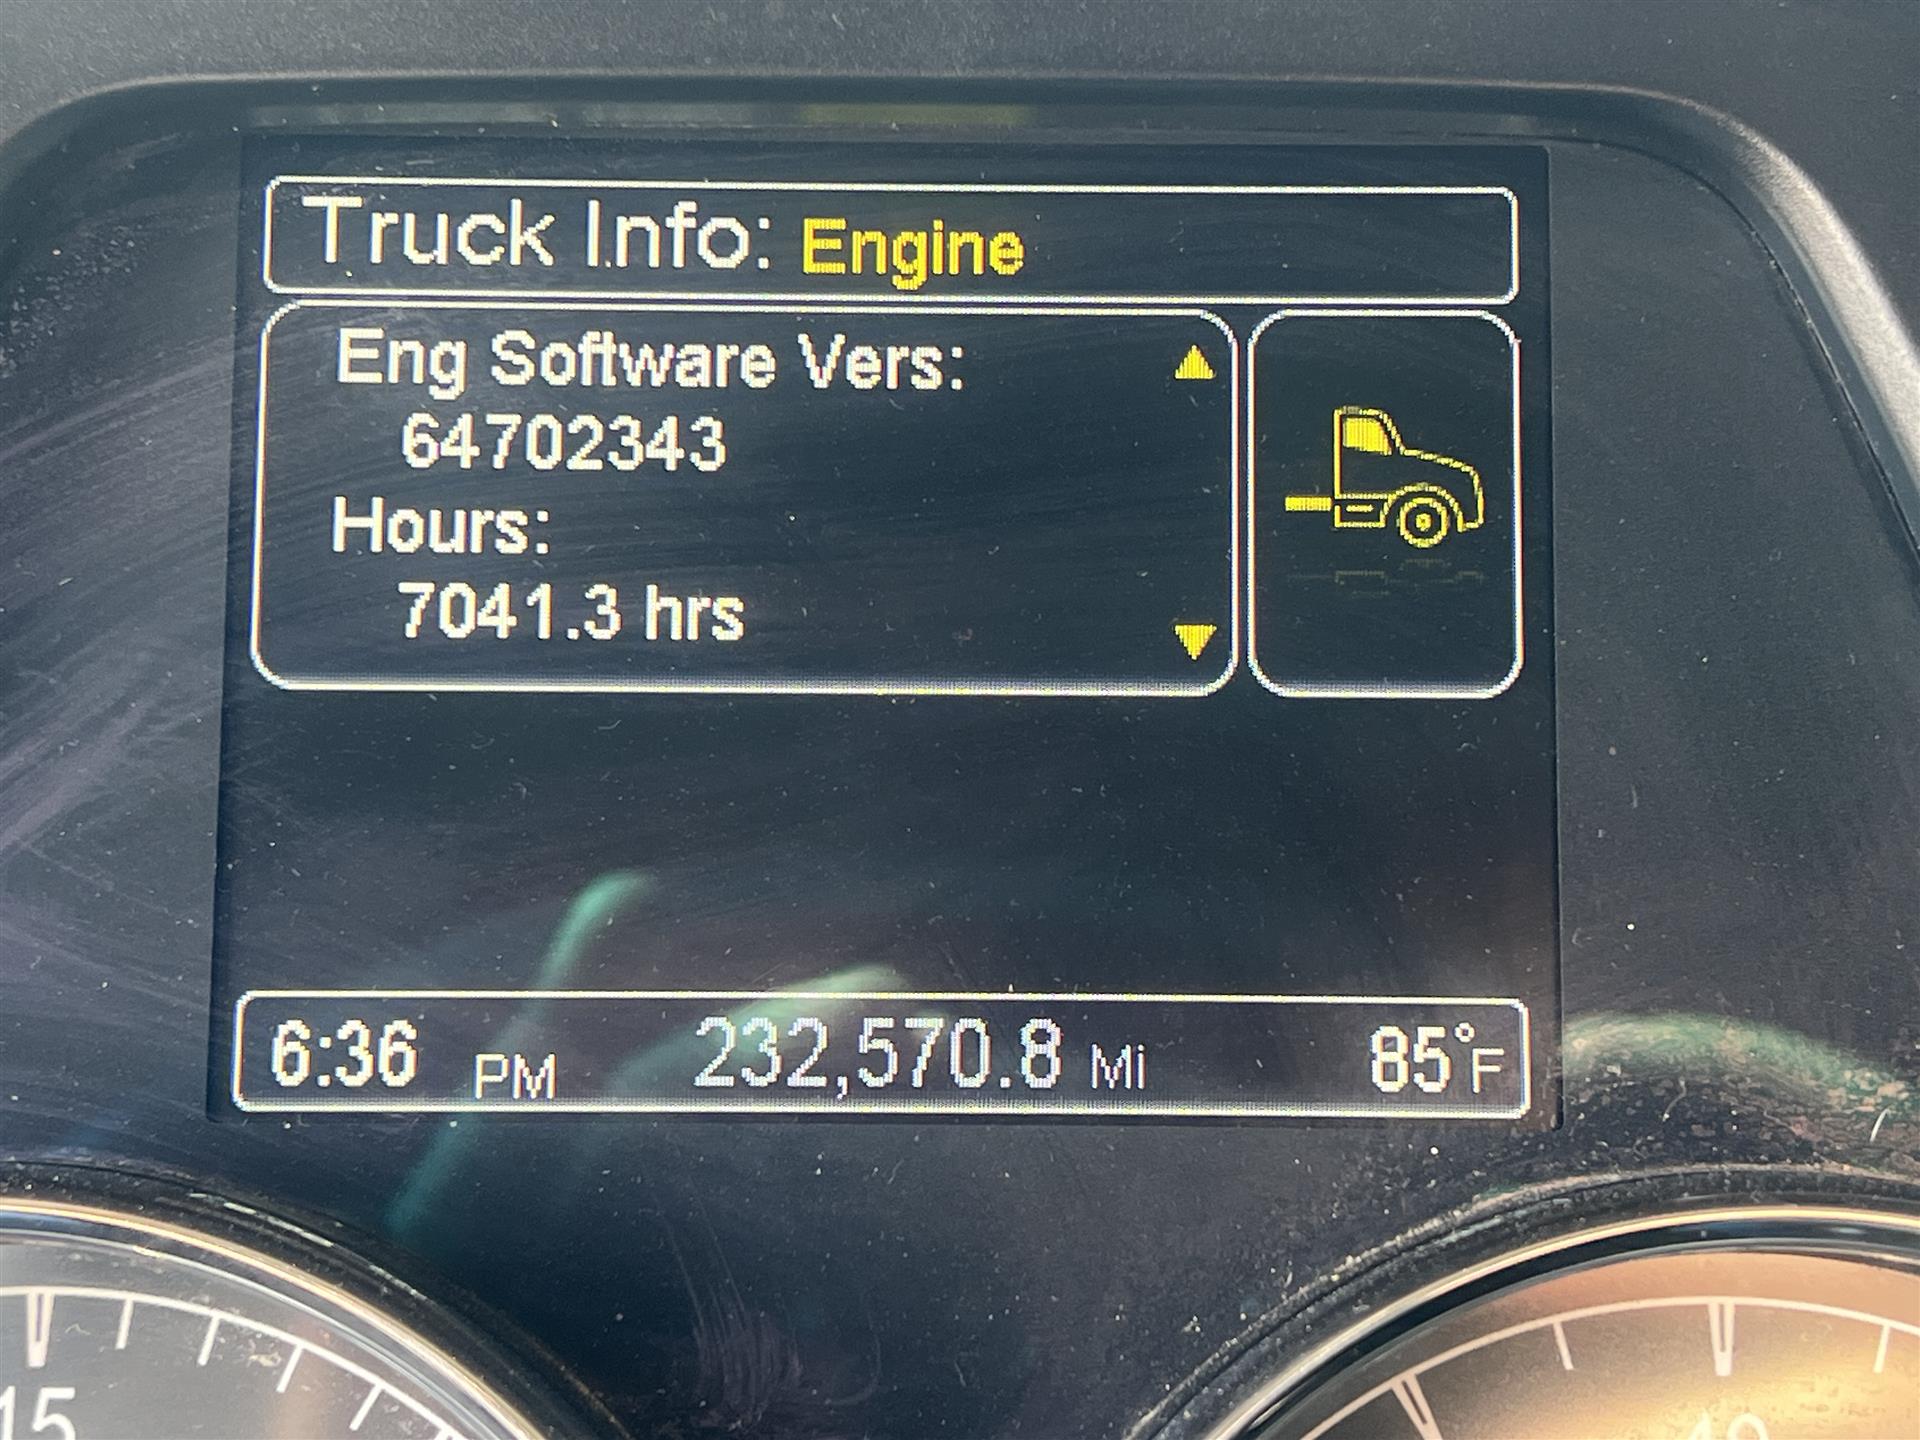 Truck Info: Engine
Eng Software Vers:
64702343
Hours:
7041.3 hrs
6:36 PM 232,570.8 Mi 85°F
15